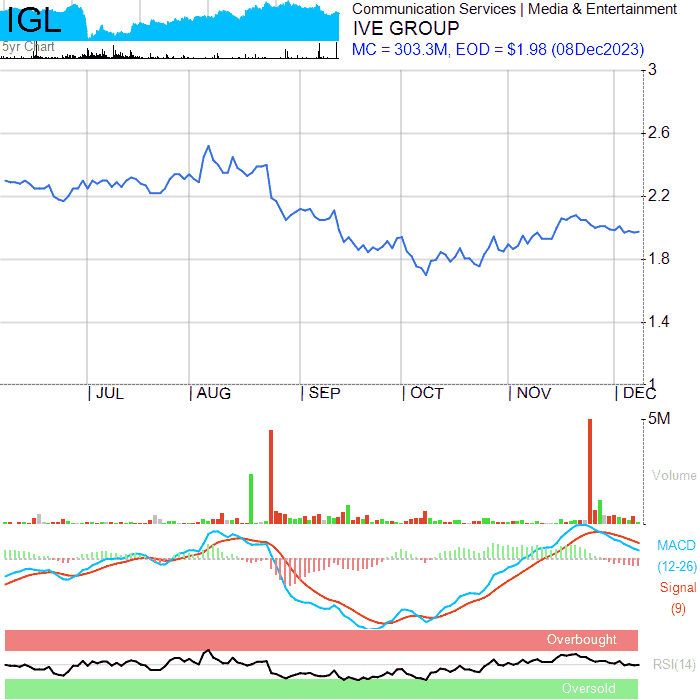 IGL
5yr Chart
Communication Services | Media & Entertainment
IVE GROUP
MC = 303.3M, EOD = $1.98 (08Dec2023)
3
2.6
2.2
1.8
1.4
1
JUL AUG SEP OCT NOV DEC
5M
Volume
MACD
(12-26)
Signal
(9)
Overbought
RSI(14)
Oversold